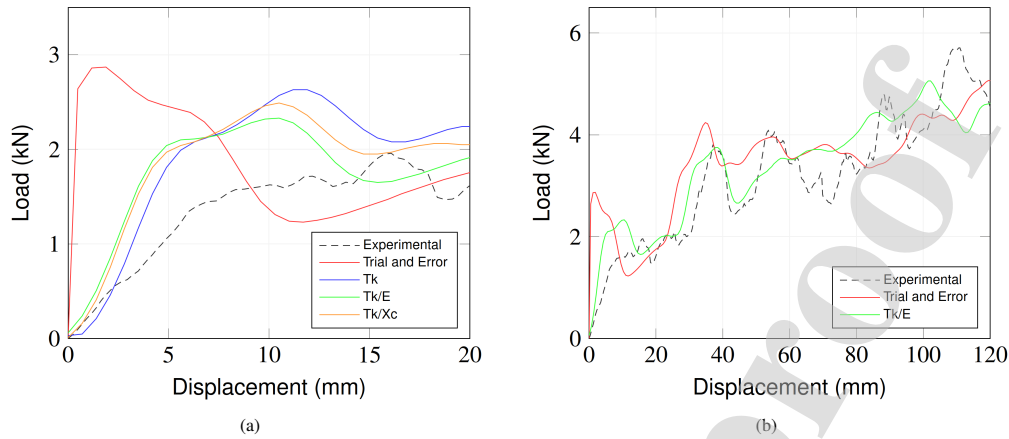 3
2
1
0
0
5
10
15
20
Load (kN)
Displacement (mm)
Experimental
Trial and Error
Tk
Tk/E
Tk/Xc
(a)
6
4
2
0
0
20
40
60
80
100
120
Load (kN)
Displacement (mm)
Experimental
Trial and Error
Tk/E
(b)
roof